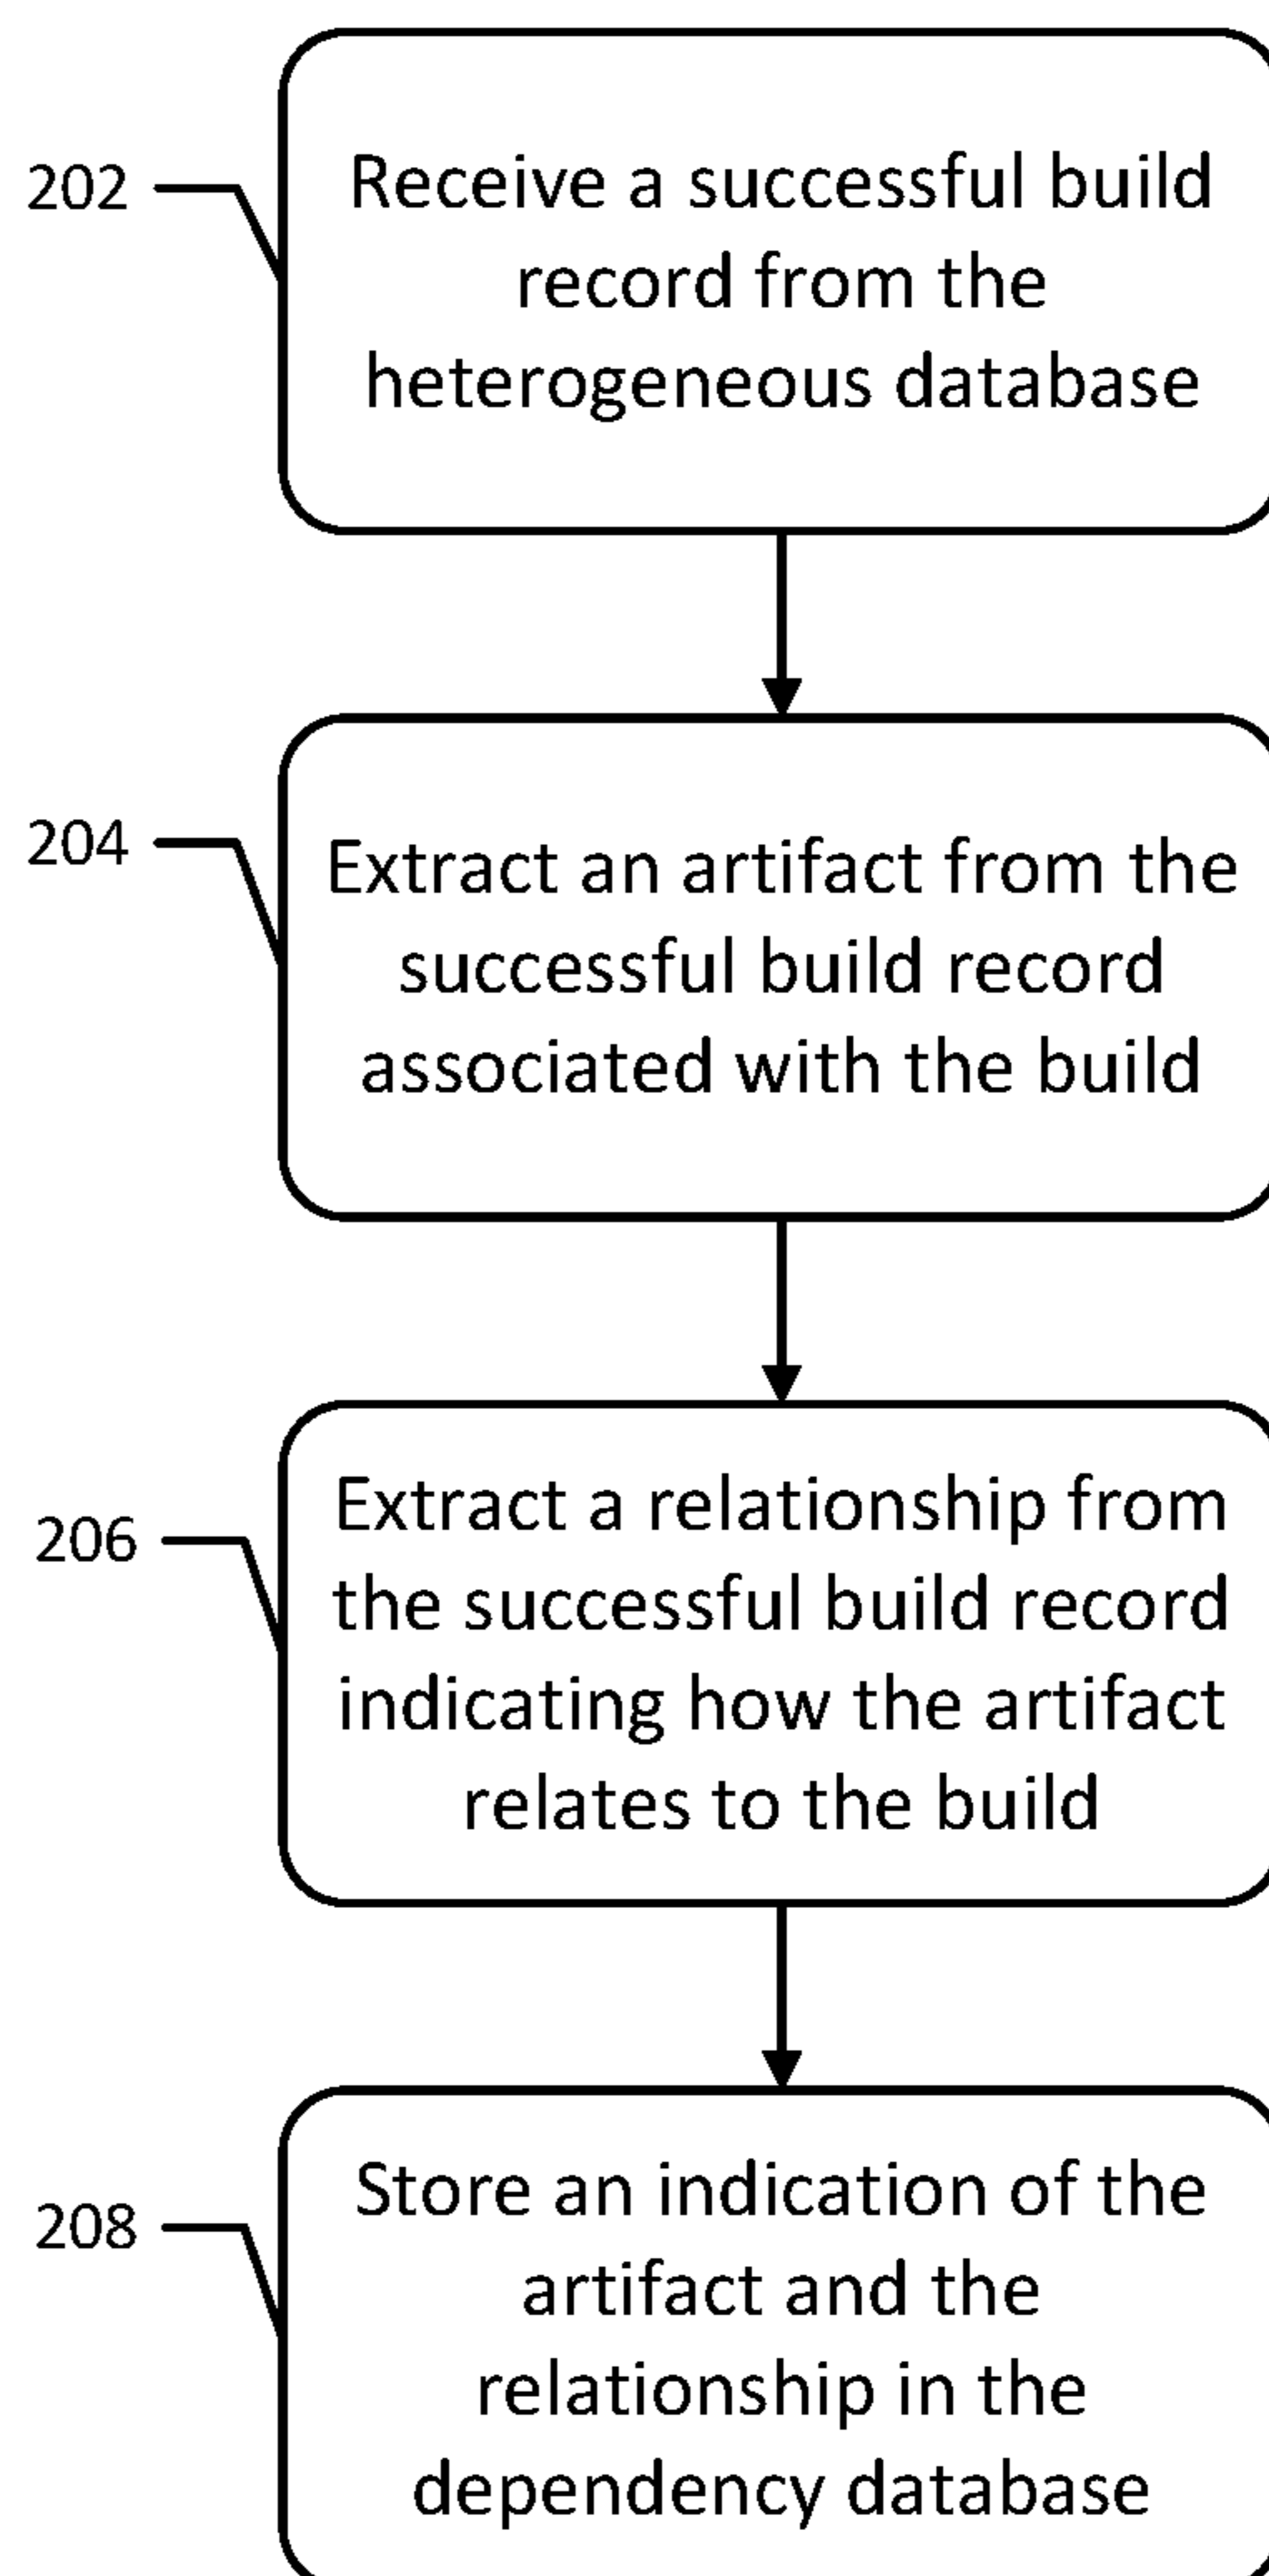 202
Receive a successful build
record from the
heterogeneous database
204
Extract an artifact from the
successful build record
associated with the build
206
Extract a relationship from
the successful build record
indicating how the artifact
relates to the build
208
Store an indication of the
artifact and the
relationship in the
dependency database